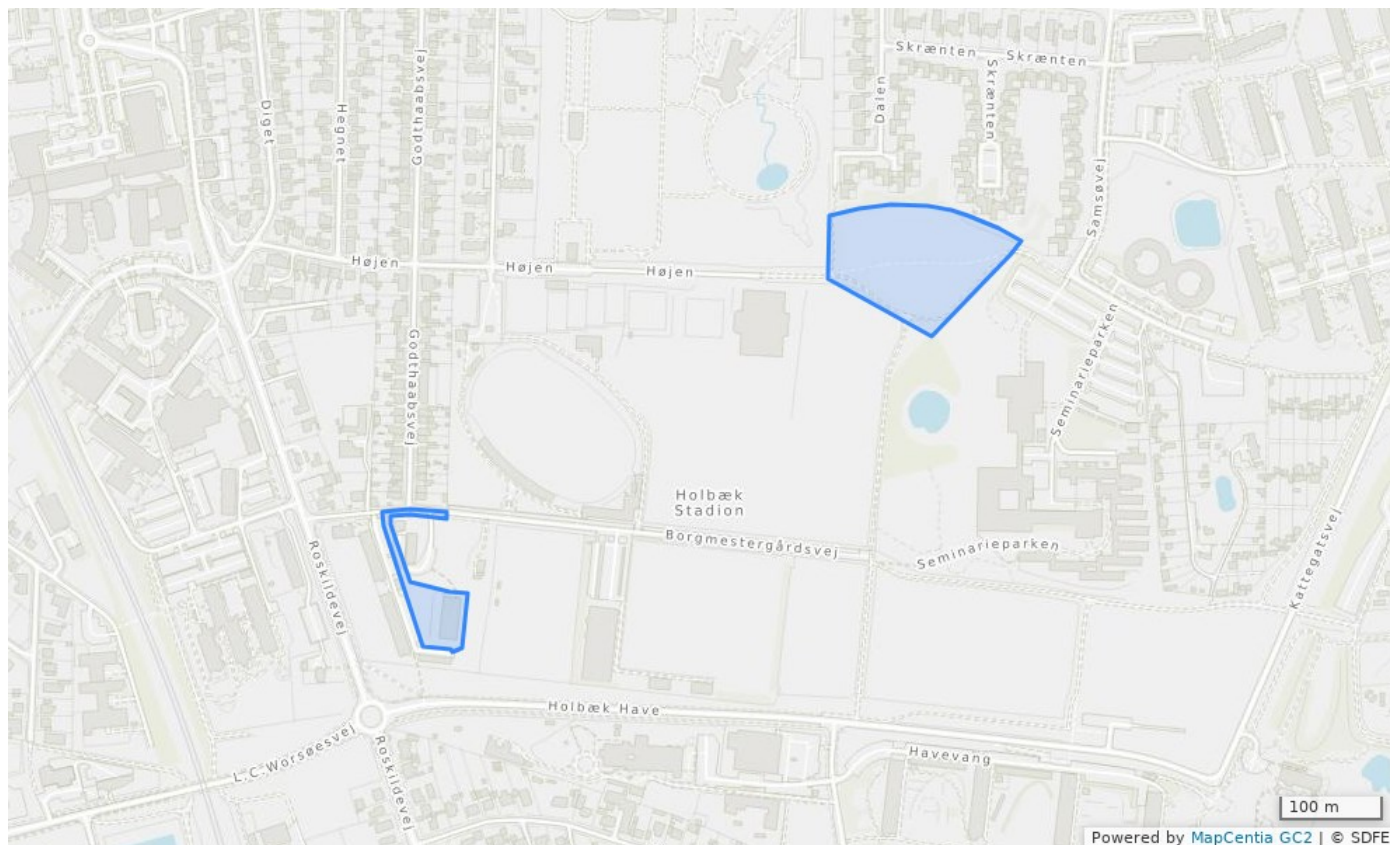 Skrænten
Skrænten
Skrænten
Dalen
Godthaabsvej
Diget
Hegnet
Samsøvej
Højen
Højen
Højen
Godthaabsvej
Seminarieparken
Holbæk
Stadion
Borgmestergårdsvej
Seminarieparken
Kattegatsvej
Roskildevej
Holbæk Have
L.C Worsøesvej
Roskildevej
Havevang
100 m
Powered by MapCentia GC2 | © SDFE